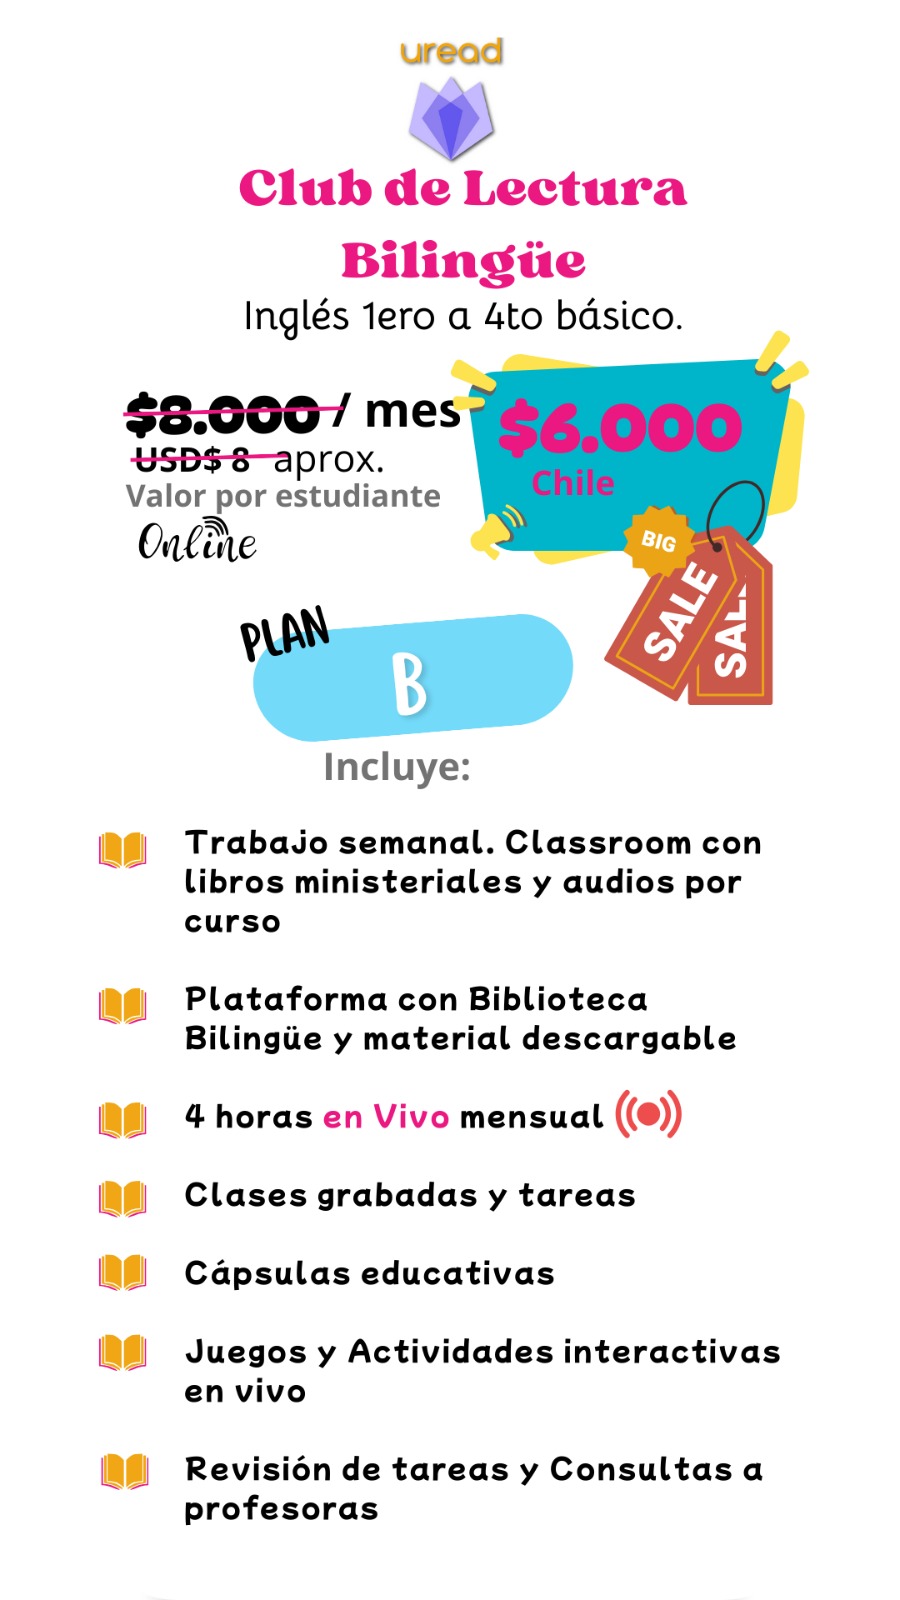 uread
Club de Lectura
Bilingüe
Inglés 1ero a 4to básico.
$8.000 / mes
USD$ 8 aprox.
Valor por estudiante
Online
$6.000
Chile
BIG
SALE
SALE
PLAN
B
Incluye:
Trabajo semanal. Classroom con
libros ministeriales y audios por
curso
Plataforma con Biblioteca
Bilingüe y material descargable
4 horas en Vivo mensual
Clases grabadas y tareas
Cápsulas educativas
Juegos y Actividades interactivas
en vivo
Revisión de tareas y Consultas a
profesoras